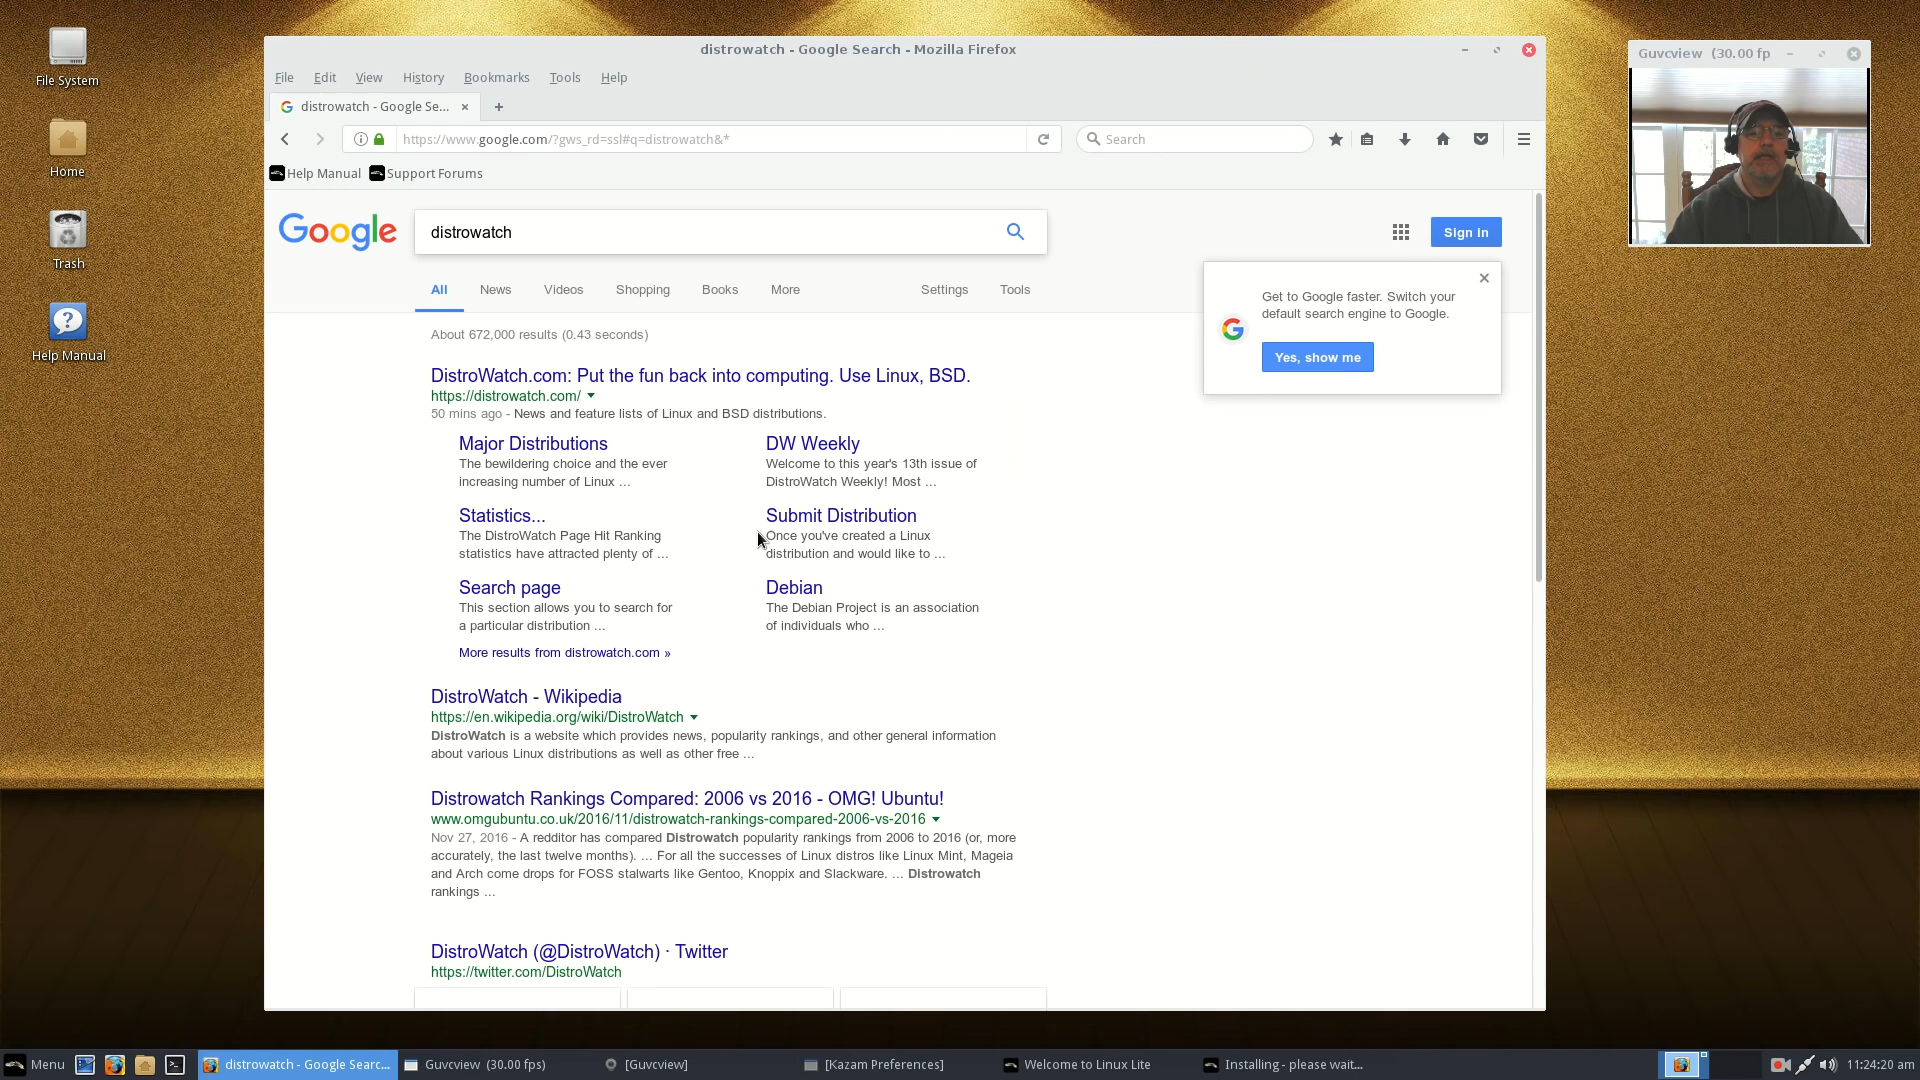 File System
Home
Trash
Help Manual
distrowatch - Google Search - Mozilla Firefox
File Edit View History Bookmarks Tools Help
distrowatch - Google Se...
https://www.google.com/?gws_rd=ssl#q=distrowatch&*
Search
Help Manual Support Forums
Google
distrowatch
Sign in
All News Videos Shopping Books More Settings Tools
Get to Google faster. Switch your
default search engine to Google.
Yes, show me
About 672,000 results (0.43 seconds)
DistroWatch.com: Put the fun back into computing. Use Linux, BSD.
https://distrowatch.com/
50 mins ago - News and feature lists of Linux and BSD distributions.
Major Distributions
The bewildering choice and the ever
increasing number of Linux ...
DW Weekly
Welcome to this year's 13th issue of
DistroWatch Weekly! Most ...
Statistics...
The DistroWatch Page Hit Ranking
statistics have attracted plenty of ...
Submit Distribution
Once you've created a Linux
distribution and would like to ...
Search page
This section allows you to search for
a particular distribution ...
Debian
The Debian Project is an association
of individuals who ...
More results from distrowatch.com »
DistroWatch - Wikipedia
https://en.wikipedia.org/wiki/DistroWatch
DistroWatch is a website which provides news, popularity rankings, and other general information
about various Linux distributions as well as other free ...
Distrowatch Rankings Compared: 2006 vs 2016 - OMG! Ubuntu!
www.omgubuntu.co.uk/2016/11/distrowatch-rankings-compared-2006-vs-2016
Nov 27, 2016 - A redditor has compared Distrowatch popularity rankings from 2006 to 2016 (or, more
accurately, the last twelve months). ... For all the successes of Linux distros like Linux Mint, Mageia
and Arch come drops for FOSS stalwarts like Gentoo, Knoppix and Slackware. ... Distrowatch
rankings ...
DistroWatch (@DistroWatch) · Twitter
https://twitter.com/DistroWatch
Guvcview (30.00 fp
Menu
distrowatch - Google Searc...
Guvcview (30.00 fps)
[Guvcview]
[Kazam Preferences]
Welcome to Linux Lite
Installing - please wait...
11:24:20 am